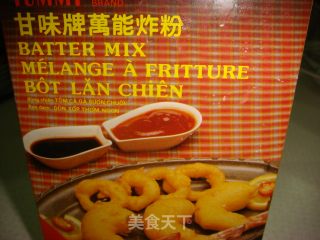 YUMMY BRAND
甘味牌萬能炸粉
BATTER MIX
MÉLANGE À FRITTURE
BỘT LĂN CHIÊN
美食天下